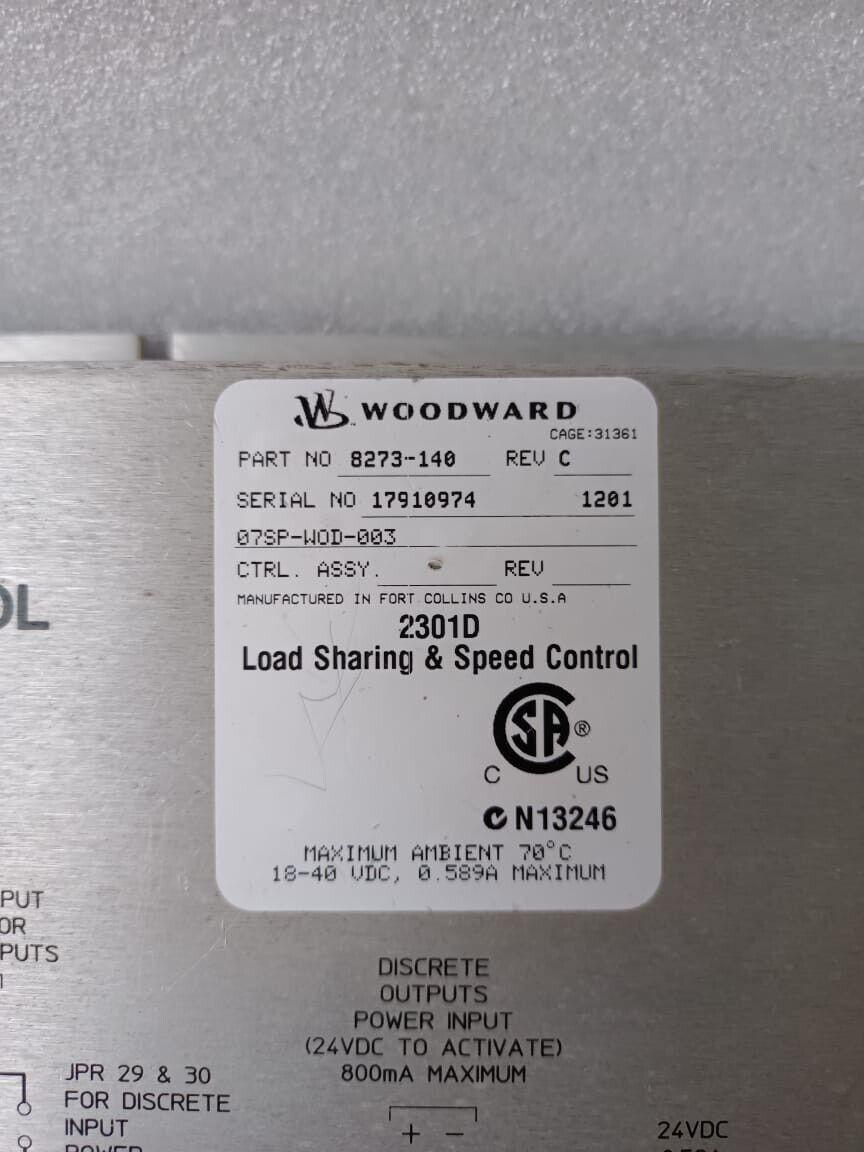 WOODWARD
CAGE:31361
PART NO 8273-140 REV C
SERIAL NO 17910974 1201
07SP-WOD-003
CTRL. ASSY. REV
MANUFACTURED IN FORT COLLINS CO U.S.A
2301D
Load Sharing & Speed Control
SA ®
C US
N13246
MAXIMUM AMBIENT 70°C
18-40 VDC, 0.589A MAXIMUM
OL
PUT
OR
PUTS
DISCRETE
OUTPUTS
POWER INPUT
(24VDC TO ACTIVATE)
800mA MAXIMUM
JPR 29 & 30
FOR DISCRETE
INPUT
POWER
+ −
24VDC